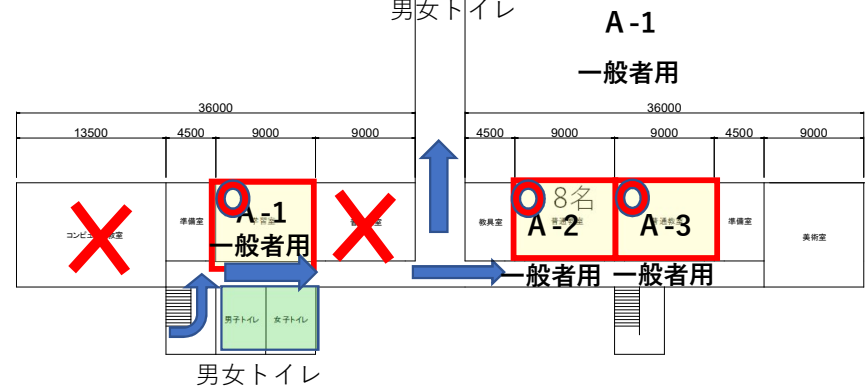 男女トイレ
A-1
一般者用
36000
36000
13500
4500
9000
9000
4500
9000
9000
4500
9000
準備室
A-1
一般者用
教具室
8名
A-2
一般者用
A-3
一般者用
準備室
美術室
男子トイレ
女子トイレ
男女トイレ